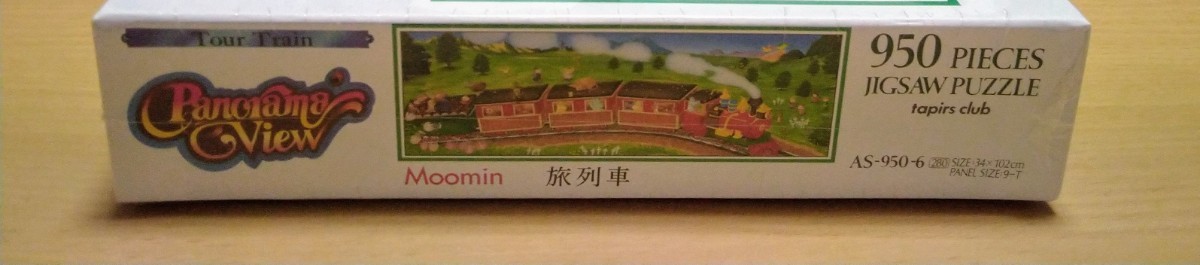 Tour Train
Panorama
View
Moomin 旅列車
950 PIECES
JIGSAW PUZZLE
tapirs club
AS-950-6 280 SIZE:34×102cm
PANEL SIZE:9-T